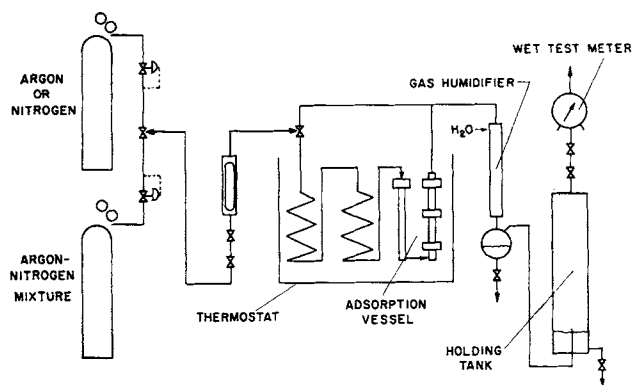 ARGON
OR
NITROGEN
ARGON-
NITROGEN
MIXTURE
THERMOSTAT
ADSORPTION
VESSEL
H₂O
GAS HUMIDIFIER
WET TEST METER
HOLDING
TANK